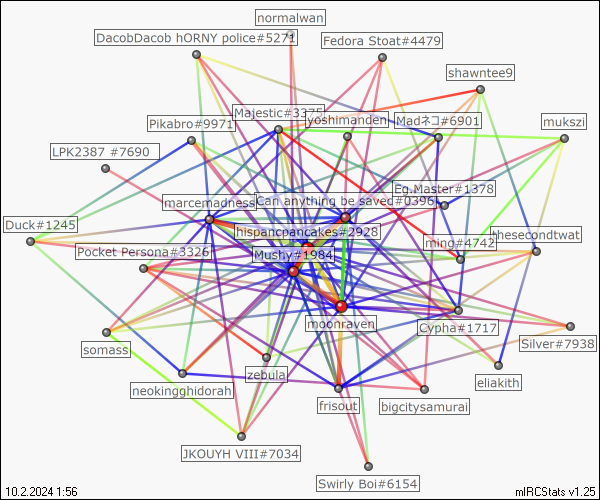 normalwan
DacobDacob hORNY police#5271
Fedora Stoat#4479
shawntee9
Majestic#3375
yoshimanden
Madネコ#6901
mukszi
Pikabro#9971
LPK2387 #7690
Eg.Master#1378
marcemadness
Can anything be saved#0396
Duck#1245
hispancpancakes#2928
ming#4742
thesecondtwat
Pocket Persona#3326
Mushy#1984
moonraven
Cypha#1717
Silver#7938
somass
zebula
eliakith
neokingghidorah
frisout
bigcitysamurai
JKOUYH VIII#7034
Swirly Boi#6154
10.2.2024 1:56
mIRCStats v1.25